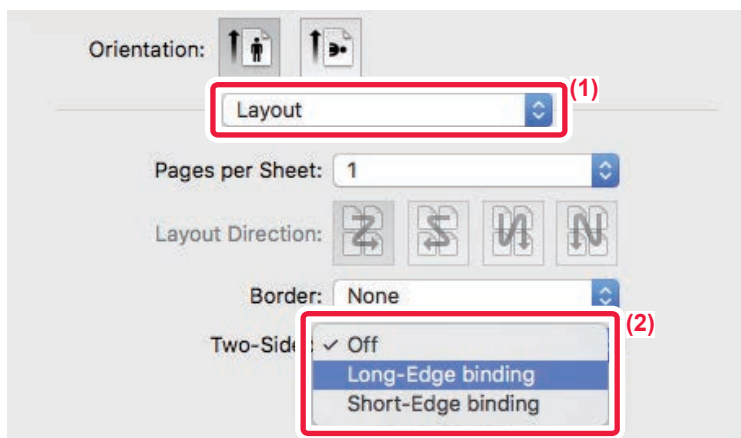 Orientation:
(1)
Layout
Pages per Sheet: 1
Layout Direction:
Border: None
(2)
Two-Side : ✓ Off
Long-Edge binding
Short-Edge binding